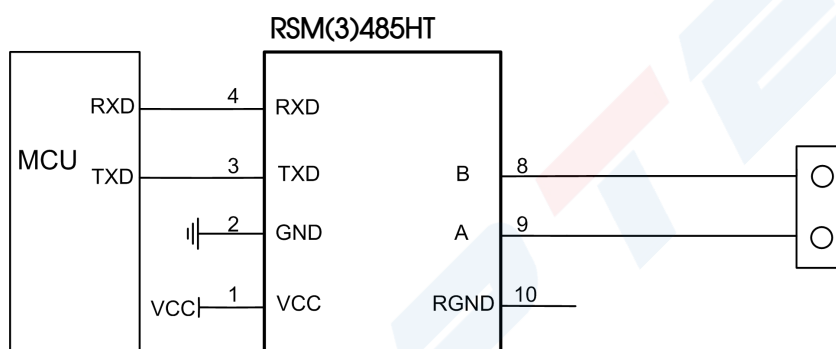 RSM(3)485HT
RXD 4 RXD
MCU
TXD 3 TXD B 8
2 GND A 9
VCC 1 VCC RGND 10